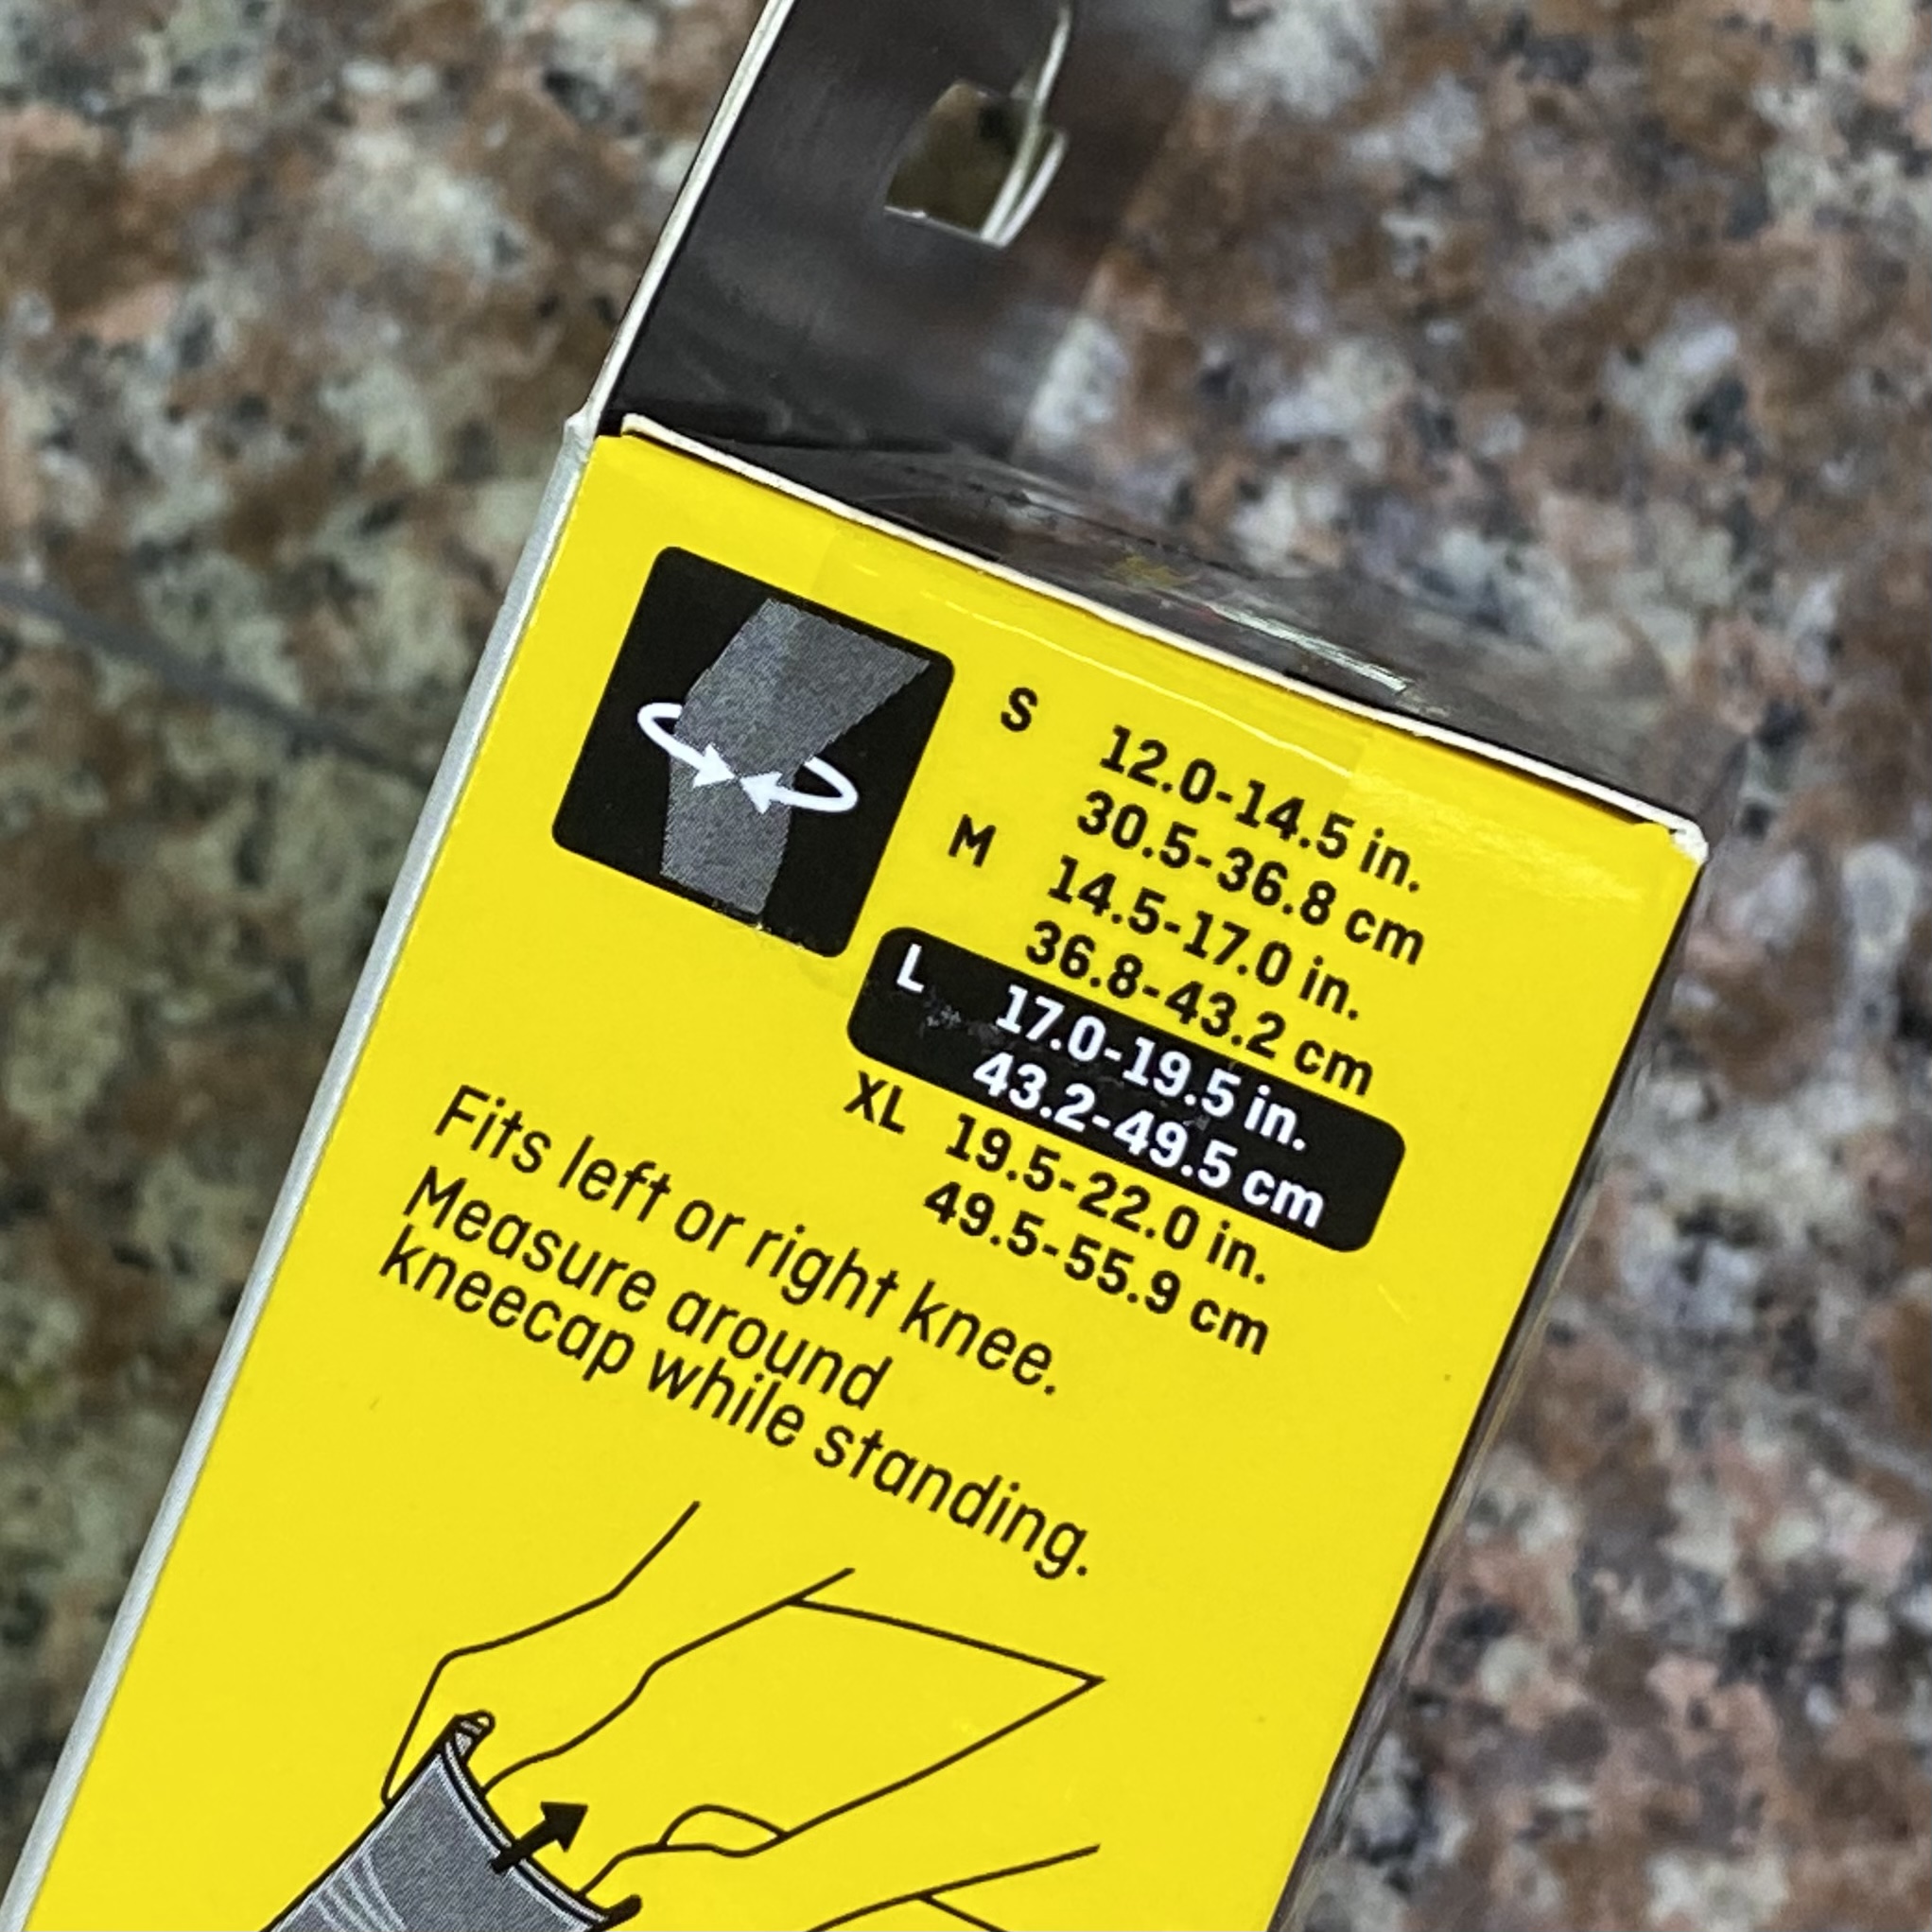 S 12.0-14.5 in.
30.5-36.8 cm
M 14.5-17.0 in.
36.8-43.2 cm
L 17.0-19.5 in.
43.2-49.5 cm
XL 19.5-22.0 in.
49.5-55.9 cm
Fits left or right knee.
Measure around
kneecap while standing.